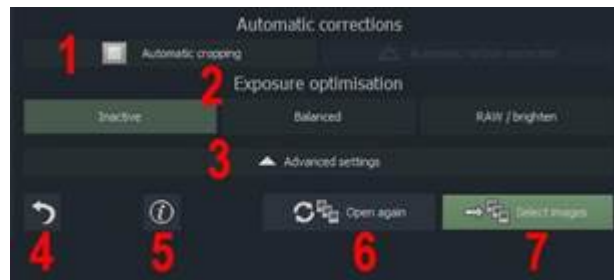 Automatic corrections
1 Automatic cropping
2
Exposure optimisation
Inactive Balanced RAW / brighten
3 Advanced settings
Open again Select images
4 5 6 7